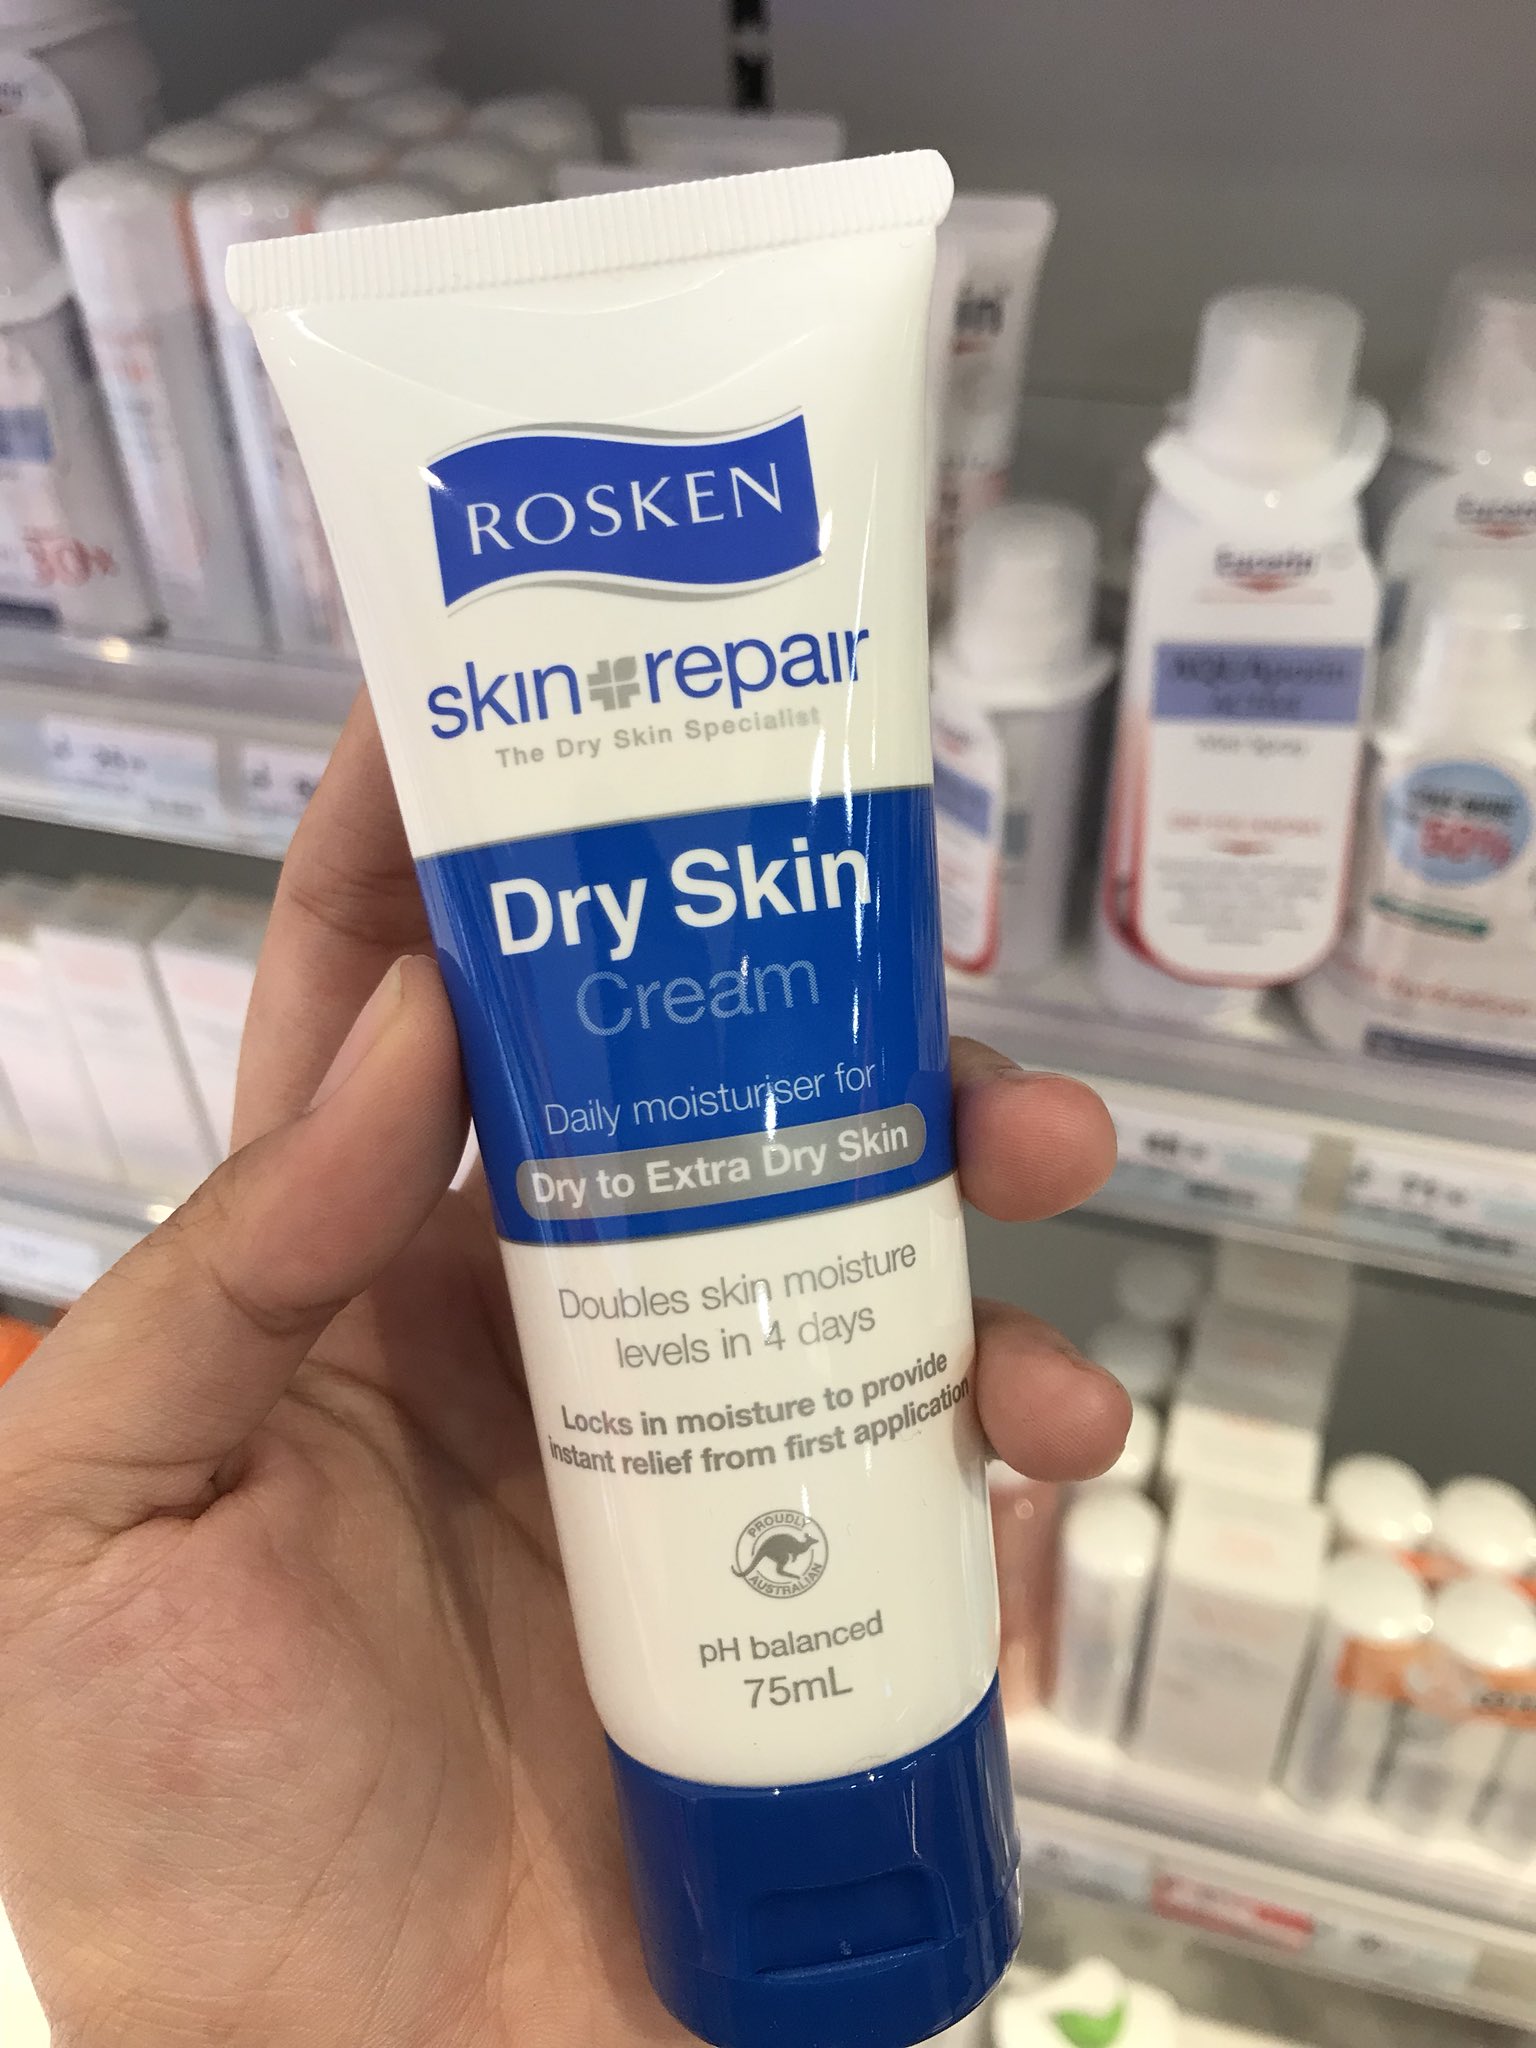 ROSKEN
skin repair
The Dry Skin Specialist
Dry Skin
Cream
Daily moisturiser for
Dry to Extra Dry Skin
Doubles skin moisture
levels in 4 days
Locks in moisture to provide
instant relief from first application
PROUDLY
AUSTRALIAN
pH balanced
75mL
Eucerin
50%